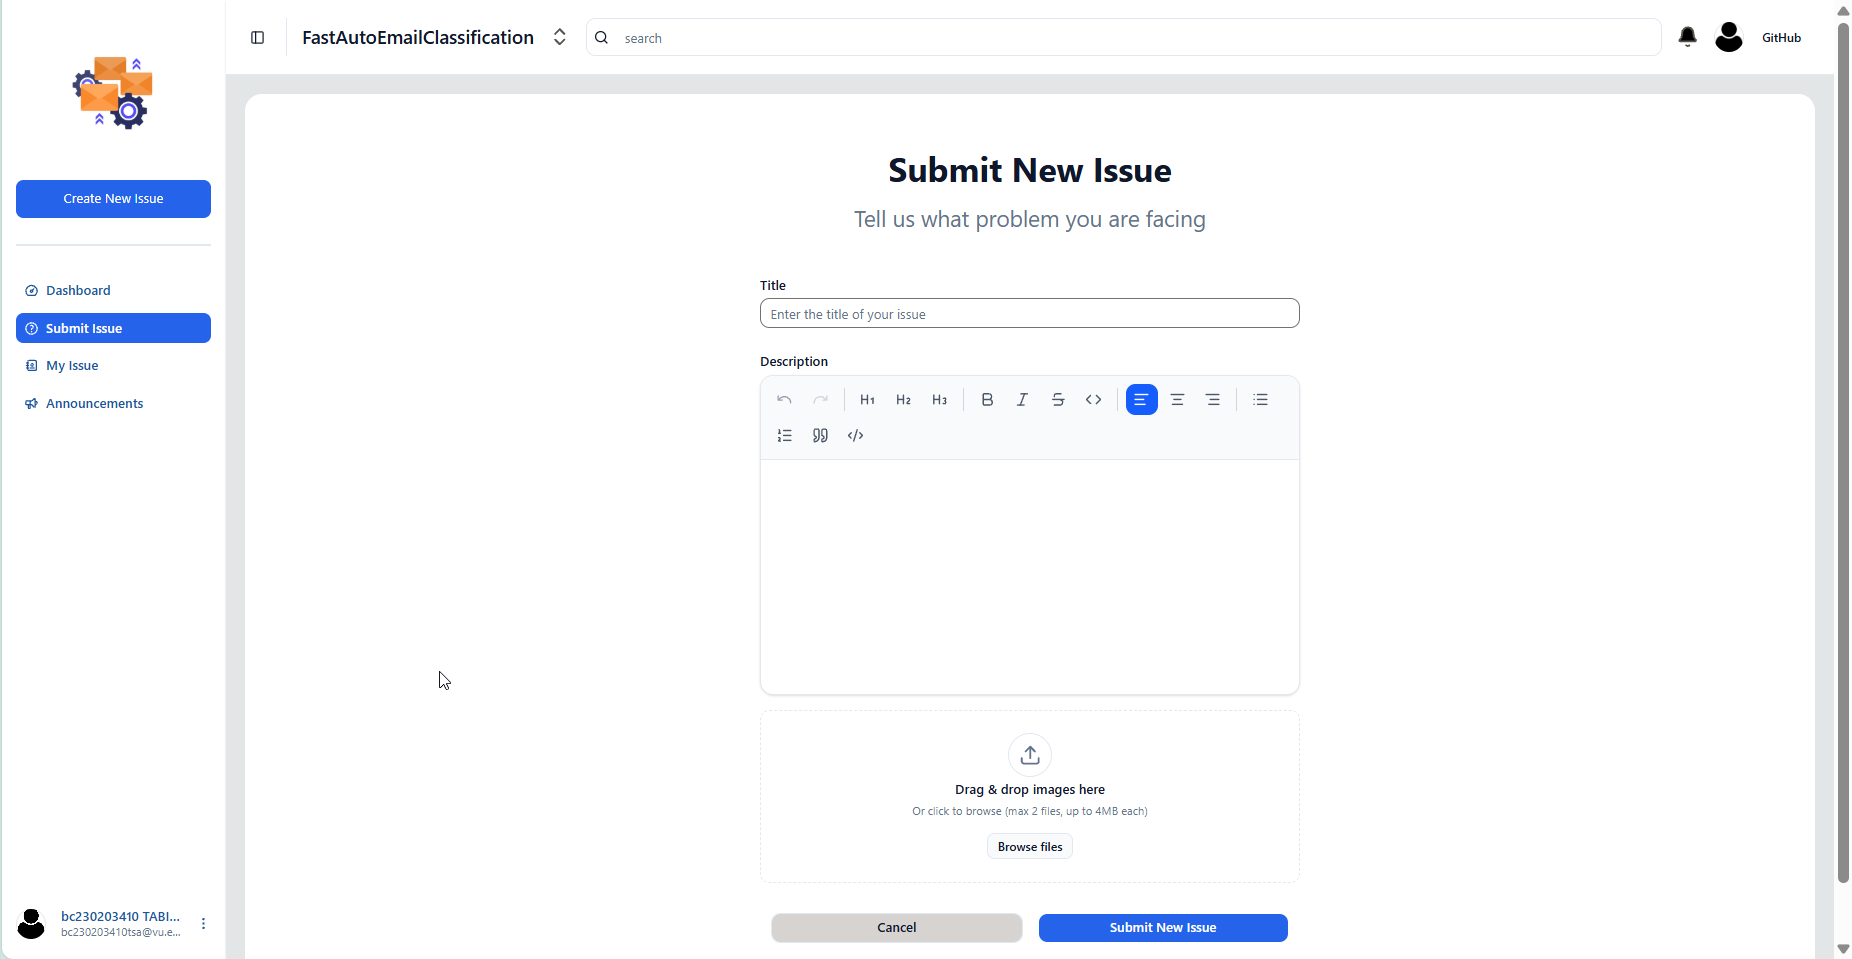 FastAutoEmailClassification
search
GitHub
Create New Issue
Dashboard
Submit Issue
My Issue
Announcements
bc230203410 TABI...
bc230203410tsa@vu.e...
Submit New Issue
Tell us what problem you are facing
Title
Enter the title of your issue
Description
H1 H2 H3 B I S
Drag & drop images here
Or click to browse (max 2 files, up to 4MB each)
Browse files
Cancel
Submit New Issue